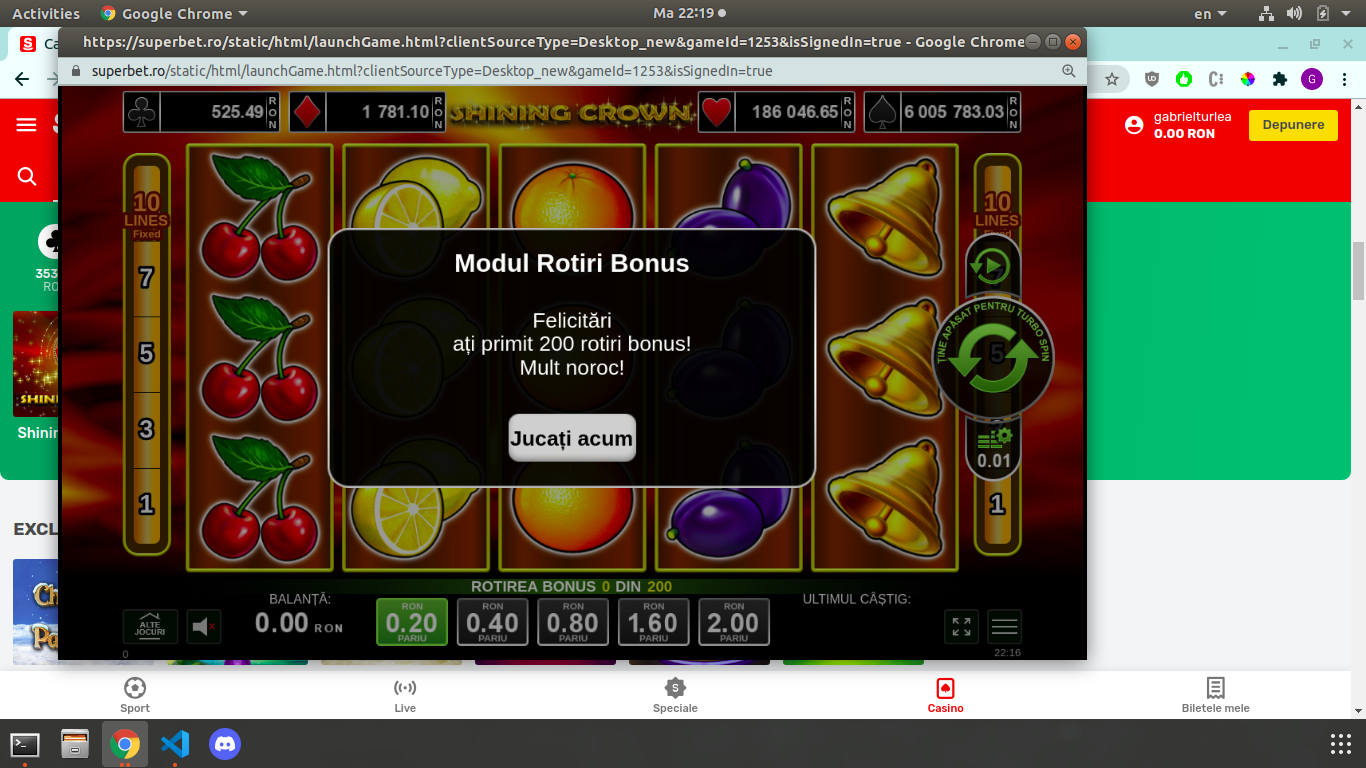 Activities
Google Chrome
Ma 22:19
en
https://superbet.ro/static/html/launchGame.html?clientSourceType=Desktop_new&gameId=1253&isSignedIn=true - Google Chrome
superbet.ro/static/html/launchGame.html?clientSourceType=Desktop_new&gameId=1253&isSignedIn=true
G
525.49 RON
1 781.10 RON
SHINING CROWN
186 046.65 RON
6 005 783.03 RON
gabrielturlea
0.00 RON
Depunere
10
LINES
Fixed
7
5
3
1
10
LINES
Fixed
ȚINE APĂSAT PENTRU TURBO SPIN
5
0.01
1
Modul Rotiri Bonus
Felicitări
ați primit 200 rotiri bonus!
Mult noroc!
Jucați acum
353
Shinin
EXCL
ROTIREA BONUS 0 DIN 200
BALANȚĂ:
0.00 RON
RON
0.20
PARIU
RON
0.40
PARIU
RON
0.80
PARIU
RON
1.60
PARIU
RON
2.00
PARIU
ULTIMUL CÂȘTIG:
ALTE
JOCURI
0
22:16
Sport
Live
Speciale
Casino
Biletele mele